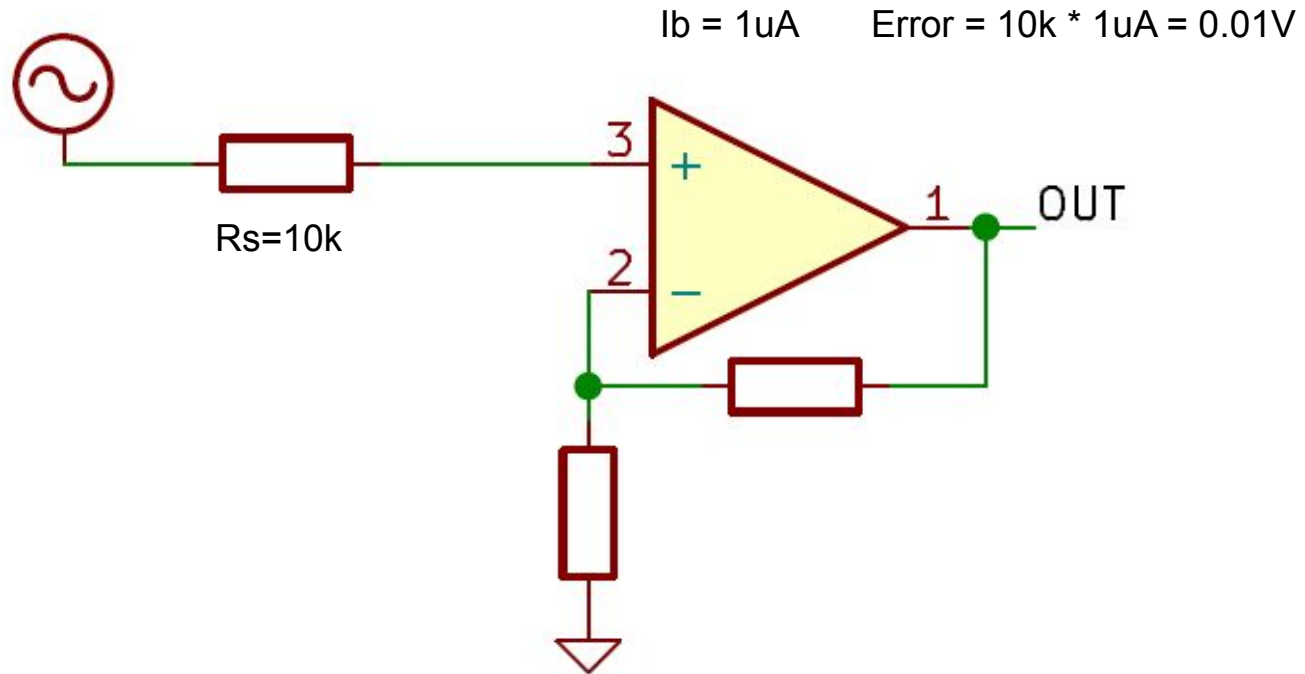 Ib = 1uA Error = 10k * 1uA = 0.01V
3
+
1 OUT
Rs=10k
2
−